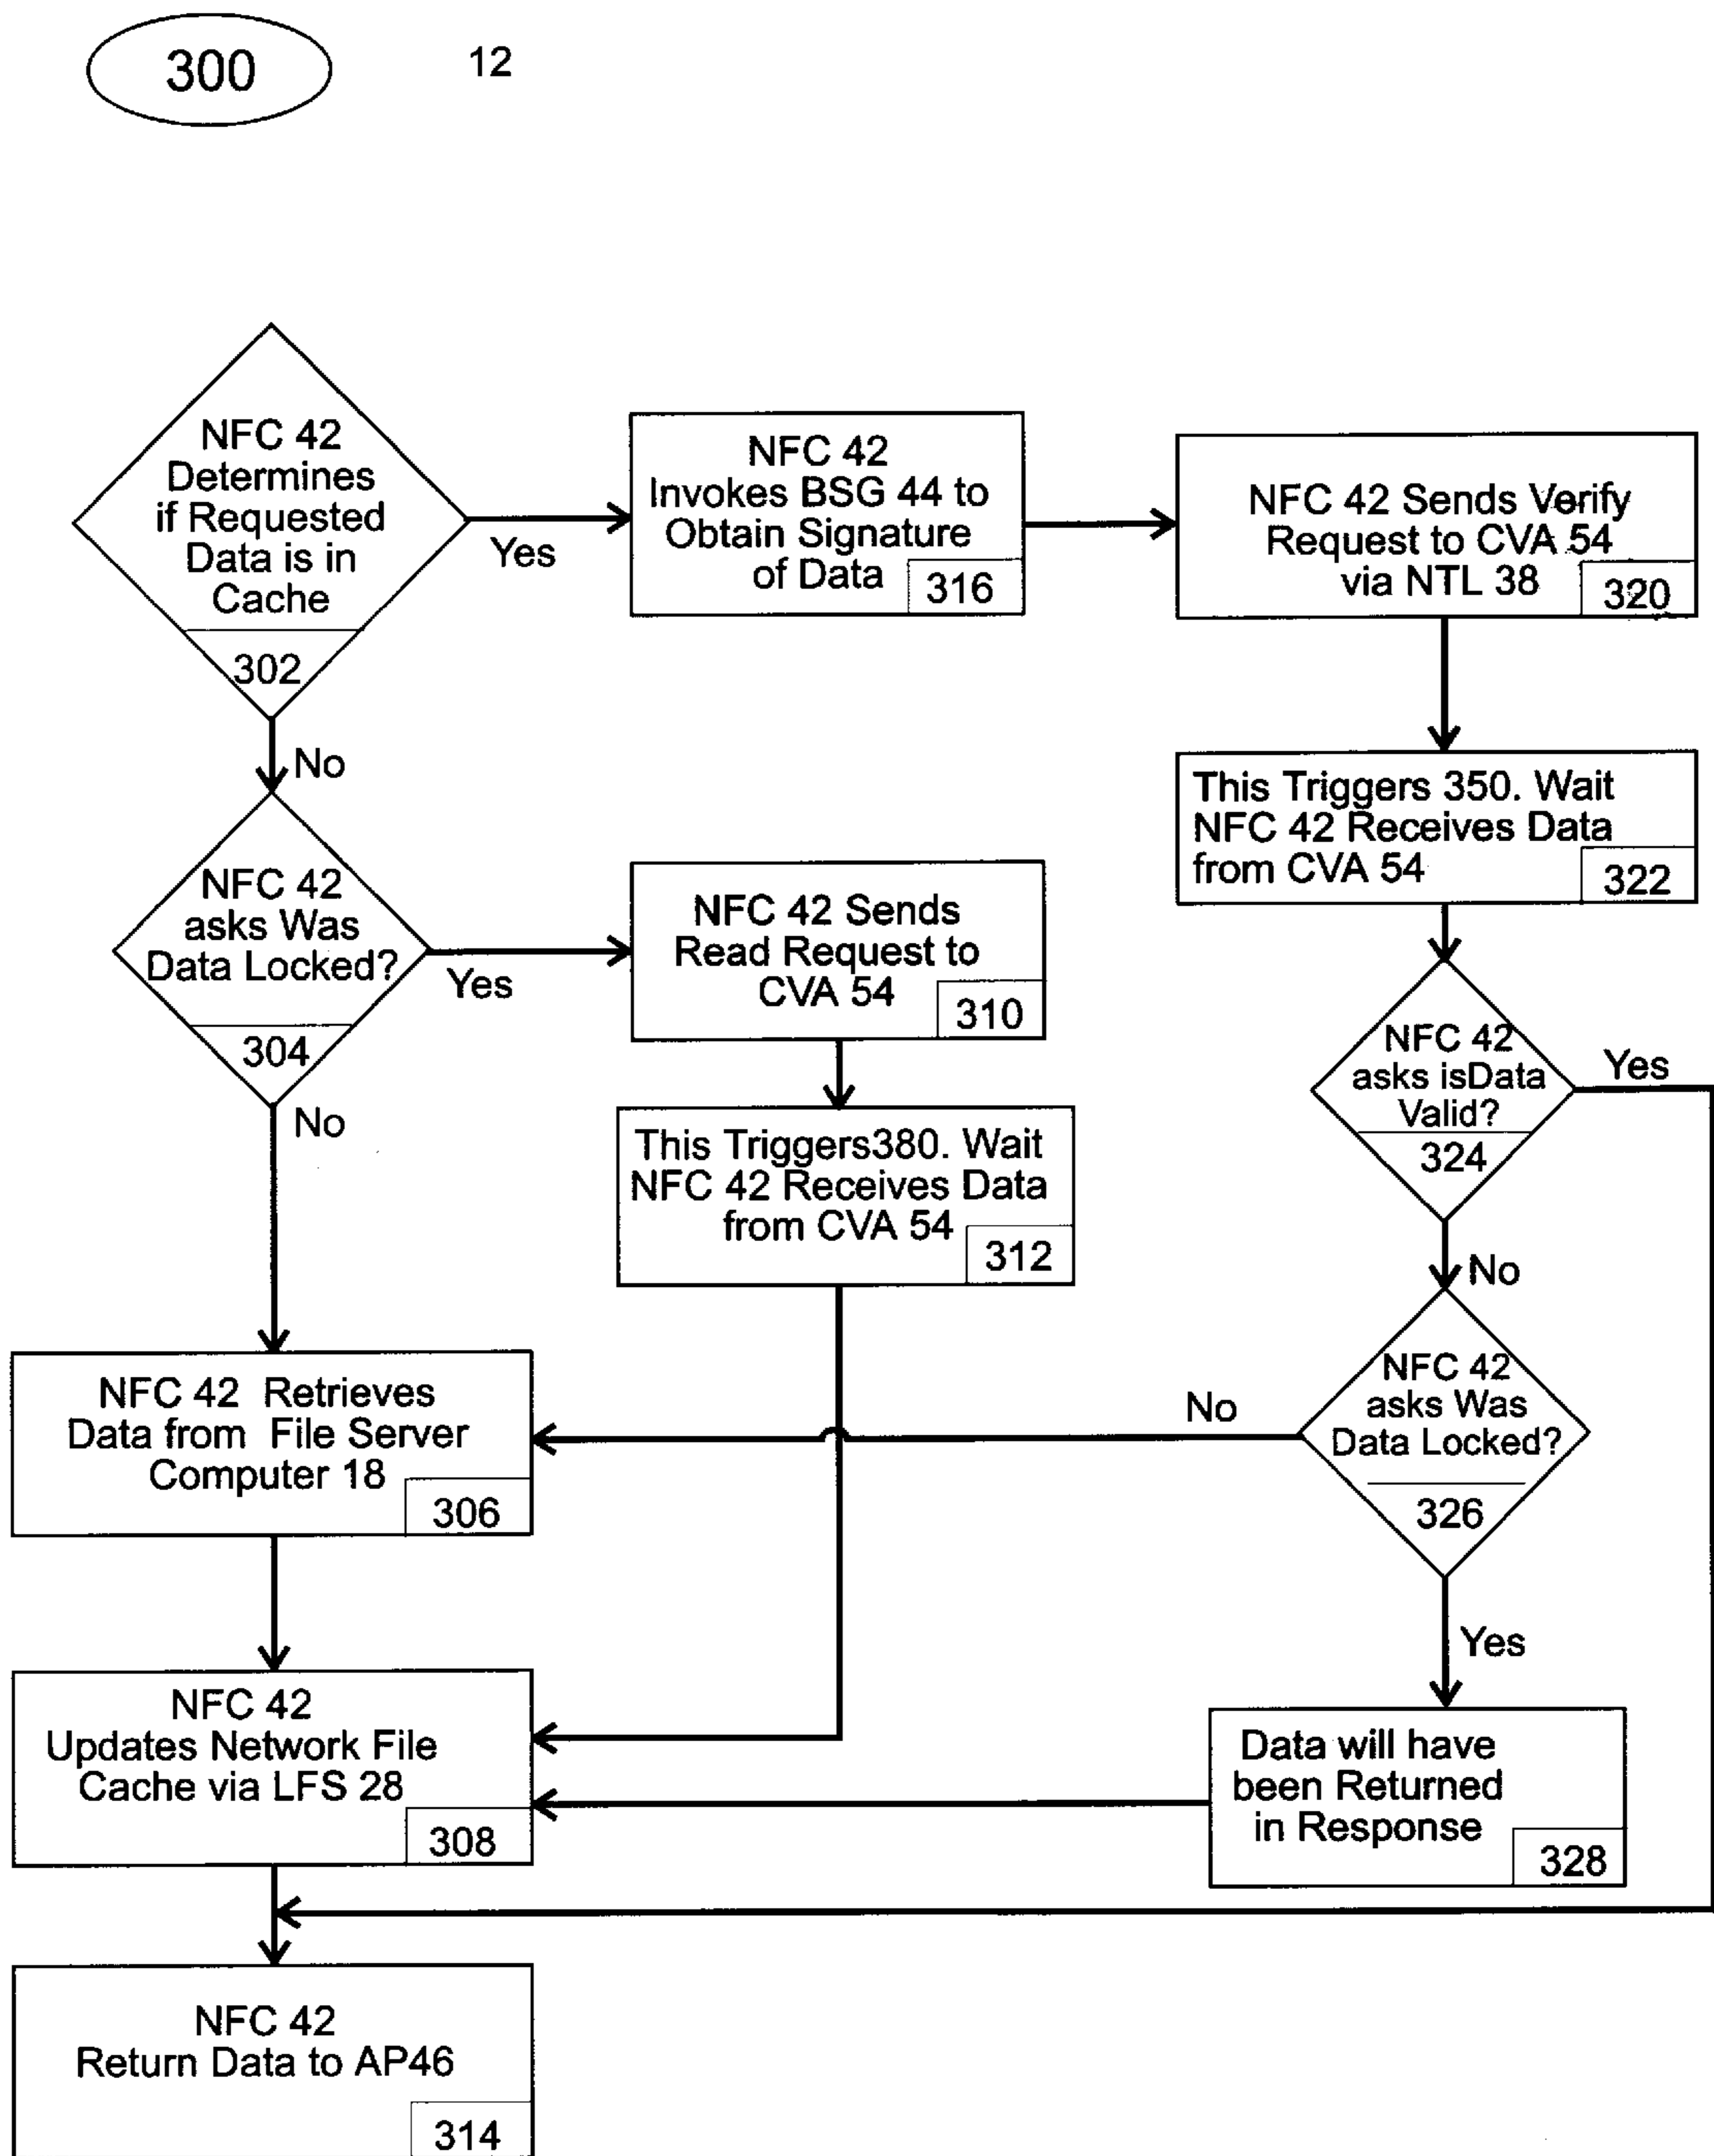 300
12
NFC 42
Determines
if Requested
Data is in
Cache
302
Yes
NFC 42
Invokes BSG 44 to
Obtain Signature
of Data
316
NFC 42 Sends Verify
Request to CVA 54
via NTL 38
320
No
This Triggers 350. Wait
NFC 42 Receives Data
from CVA 54
322
NFC 42
asks Was
Data Locked?
304
Yes
NFC 42 Sends
Read Request to
CVA 54
310
No
This Triggers380. Wait
NFC 42 Receives Data
from CVA 54
312
NFC 42
asks isData
Valid?
324
Yes
No
NFC 42
asks Was
Data Locked?
326
No
Yes
NFC 42 Retrieves
Data from File Server
Computer 18
306
NFC 42
Updates Network File
Cache via LFS 28
308
Data will have
been Returned
in Response
328
NFC 42
Return Data to AP46
314